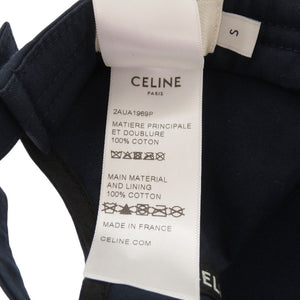 CELINE
PARIS
2AUA1969P
MATIERE PRINCIPALE
ET DOUBLURE
100% COTON
MAIN MATERIAL
AND LINING
100% COTTON
MADE IN FRANCE
CELINE.COM
S
EL